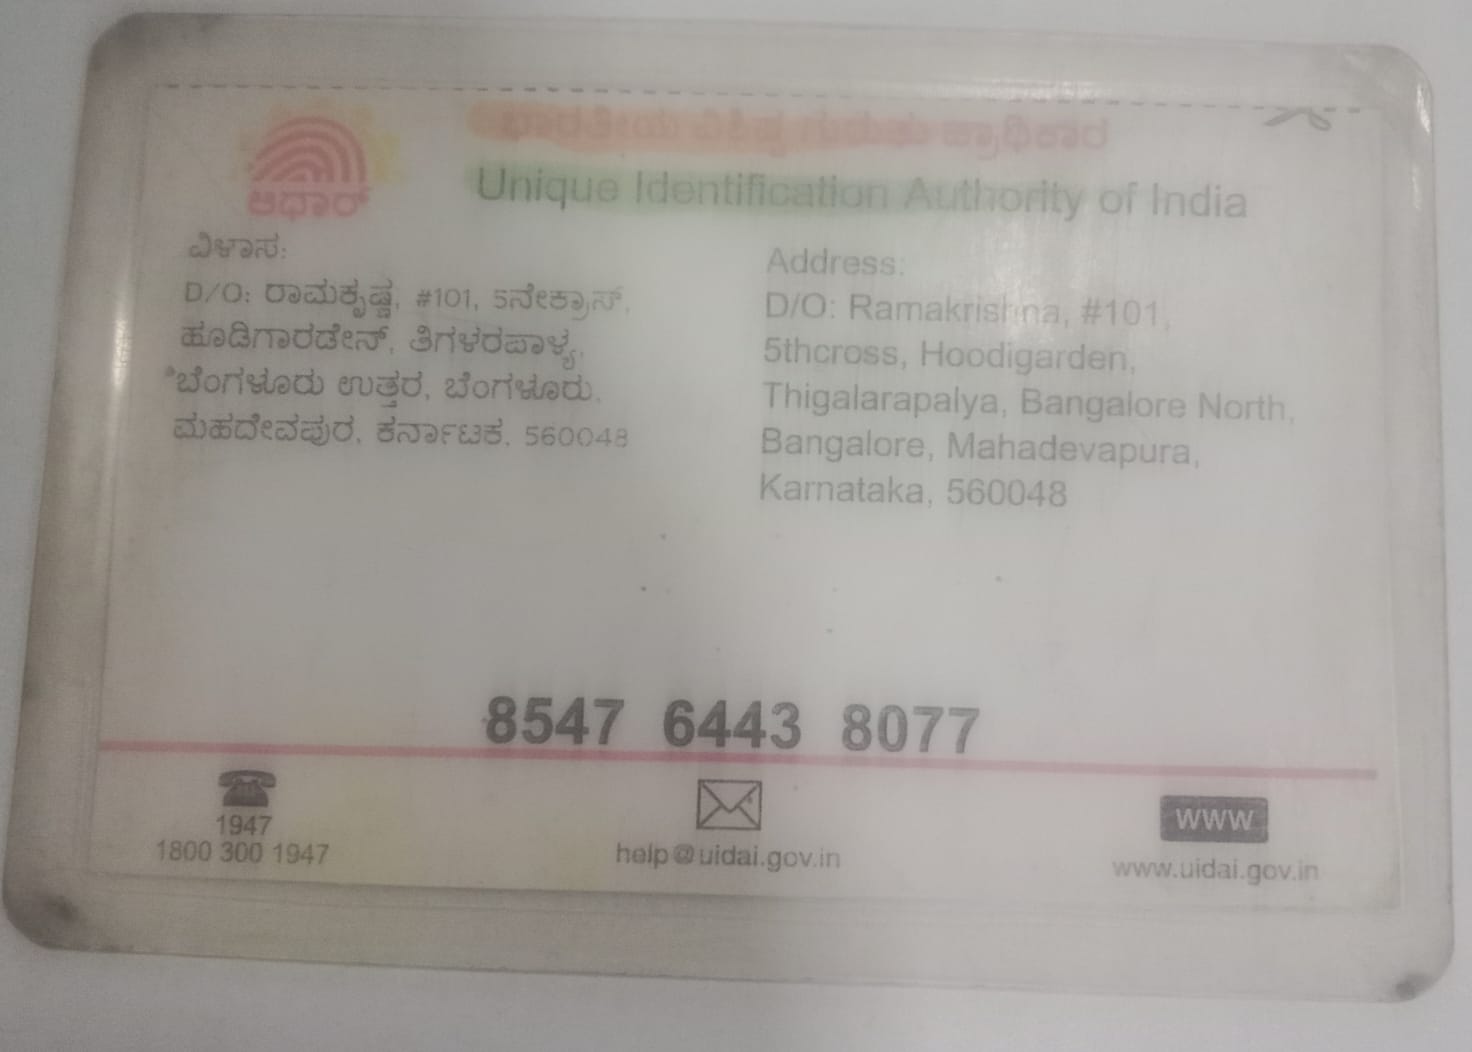 ಭಾರತೀಯ ವಿಶಿಷ್ಟ ಗುರುತು ಪ್ರಾಧಿಕಾರ
ಆಧಾರ್
Unique Identification Authority of India
ವಿಳಾಸ:
D/O: ರಾಮಕೃಷ್ಣ, #101, 5ನೇಕ್ರಾಸ್,
ಹೂಡಿಗಾರಡೇನ್, ತಿಗಳರಪಾಳ್ಯ,
ಬೆಂಗಳೂರು ಉತ್ತರ, ಬೆಂಗಳೂರು,
ಮಹದೇವಪುರ, ಕರ್ನಾಟಕ, 560048
Address:
D/O: Ramakrishna, #101,
5thcross, Hoodigarden,
Thigalarapalya, Bangalore North,
Bangalore, Mahadevapura,
Karnataka, 560048
8547 6443 8077
1947
1800 300 1947
help@uidai.gov.in
WWW
www.uidai.gov.in